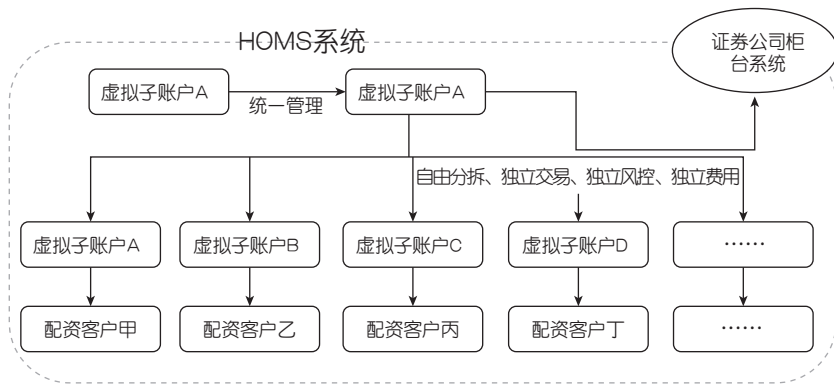 HOMS系统
证券公司柜
台系统
虚拟子账户A
统一管理
虚拟子账户A
自由分拆、独立交易、独立风控、独立费用
虚拟子账户A
虚拟子账户B
虚拟子账户C
虚拟子账户D
……
配资客户甲
配资客户乙
配资客户丙
配资客户丁
……